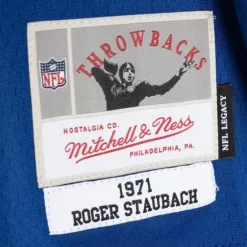 THROWBACKS
NFL
NOSTALGIA CO.
Mitchell & Ness
PHILADELPHIA, PA.
NFL LEGACY
1971
ROGER STAUBACH